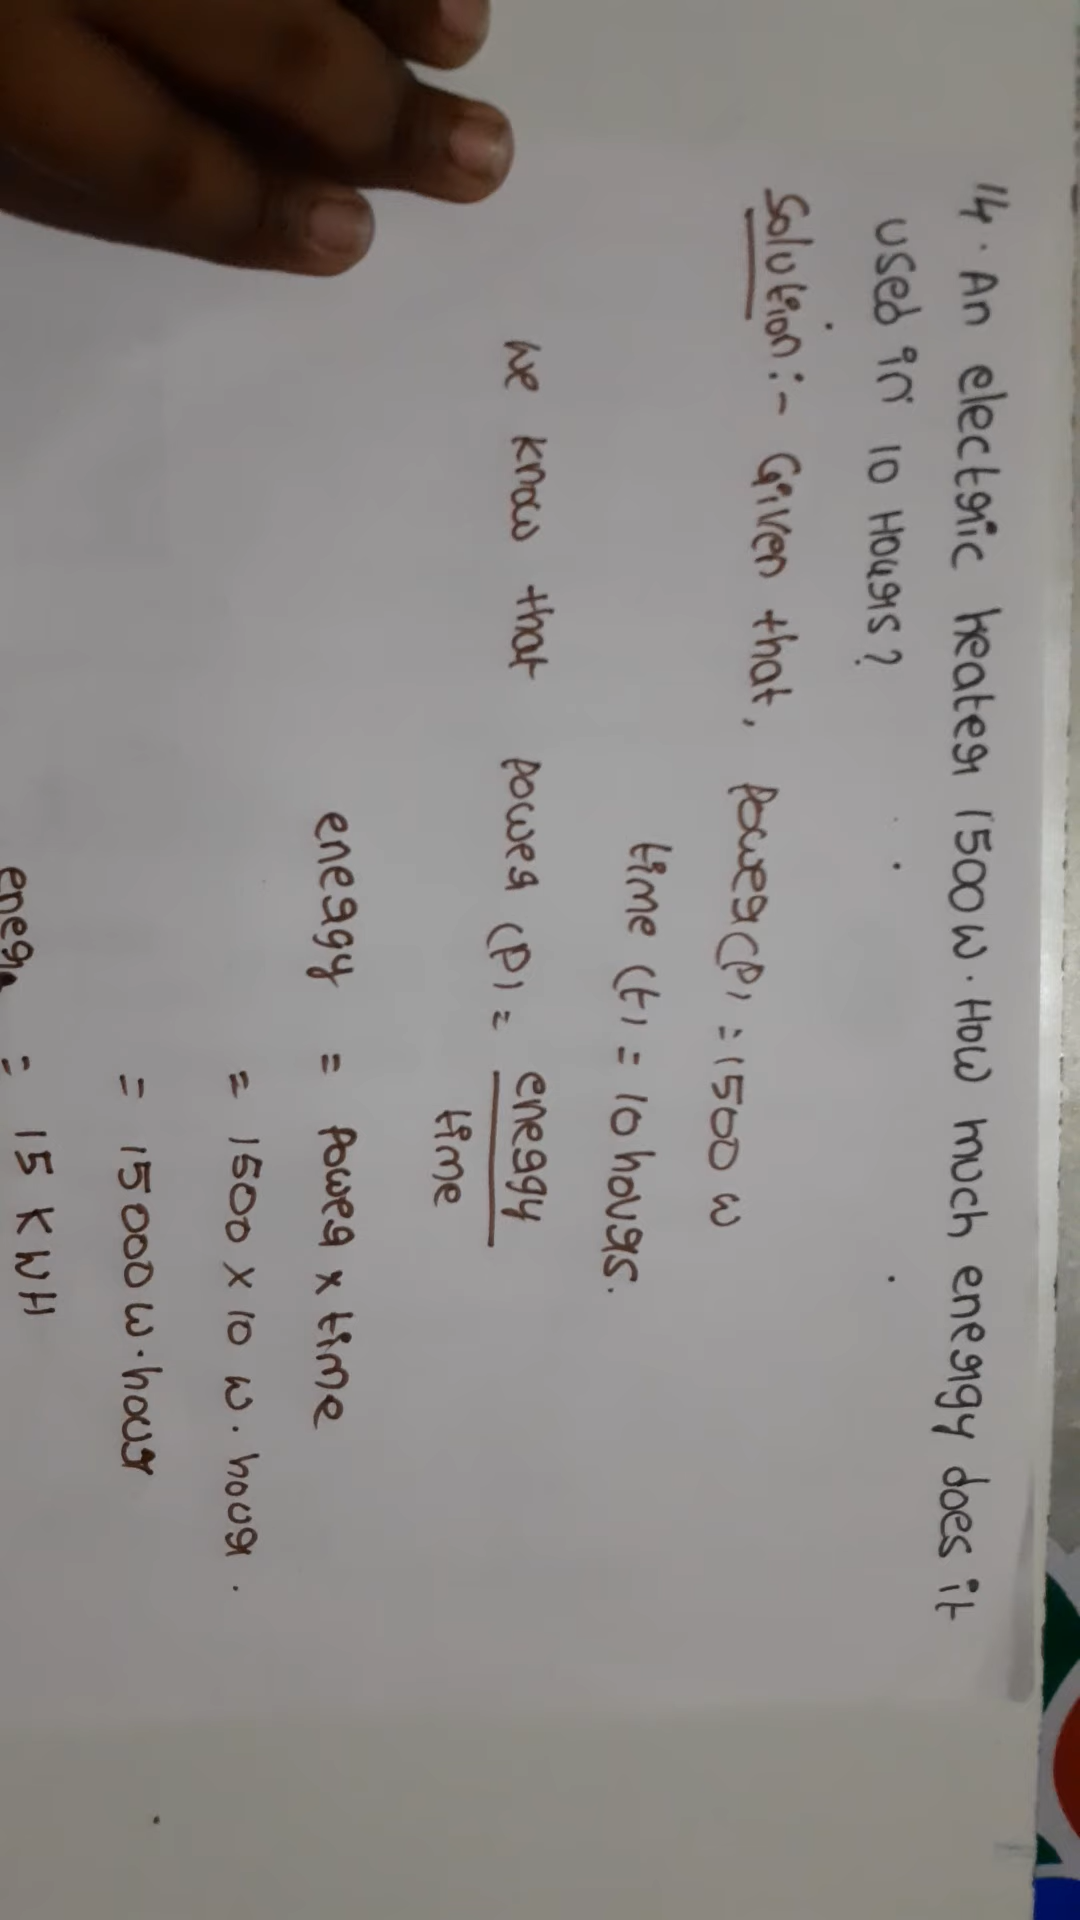 14. An electric heater 1500w. How much energy does it
used in 10 Hours?
Solution:- Given that, power(P) = 1500 w
time (t) = 10 hours.
we know that power (P) = energy
time
energy = Power x time
= 1500 x 10 w. hour.
= 15000 w. hour
= 15 KWH